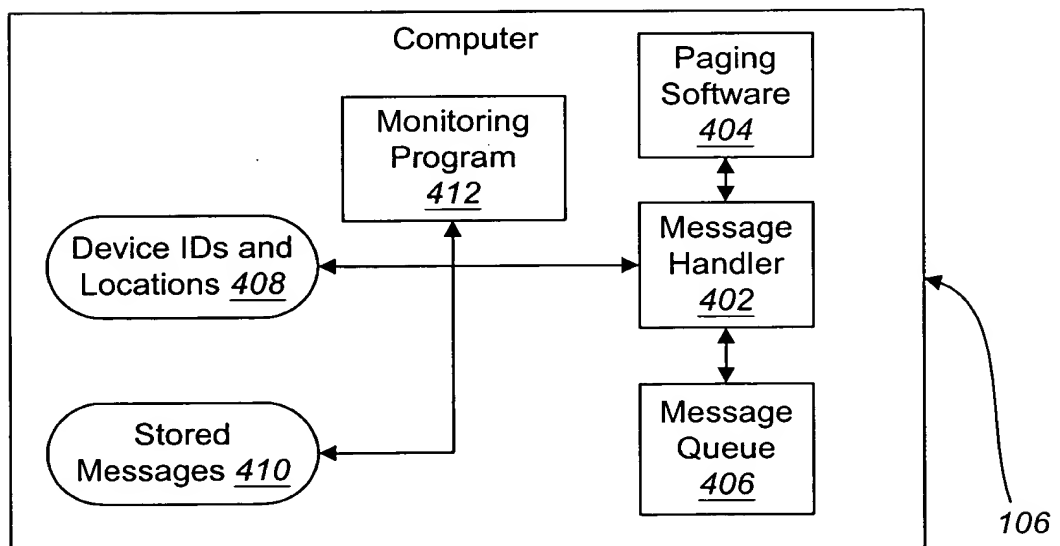 Computer
Paging
Software
404
Monitoring
Program
412
Device IDs and
Locations 408
Message
Handler
402
Stored
Messages 410
Message
Queue
406
106